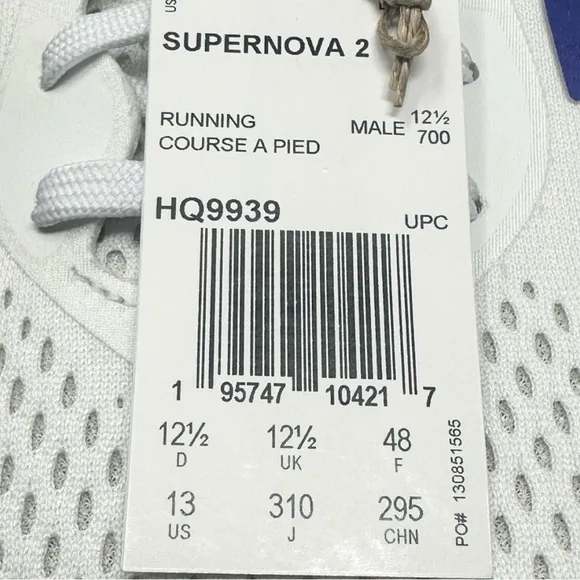 US
SUPERNOVA 2
RUNNING
COURSE A PIED
MALE 12½
700
HQ9939
UPC
1 95747 10421 7
12½ 12½ 48
D UK F
13 310 295
US J CHN
PO# 130851565